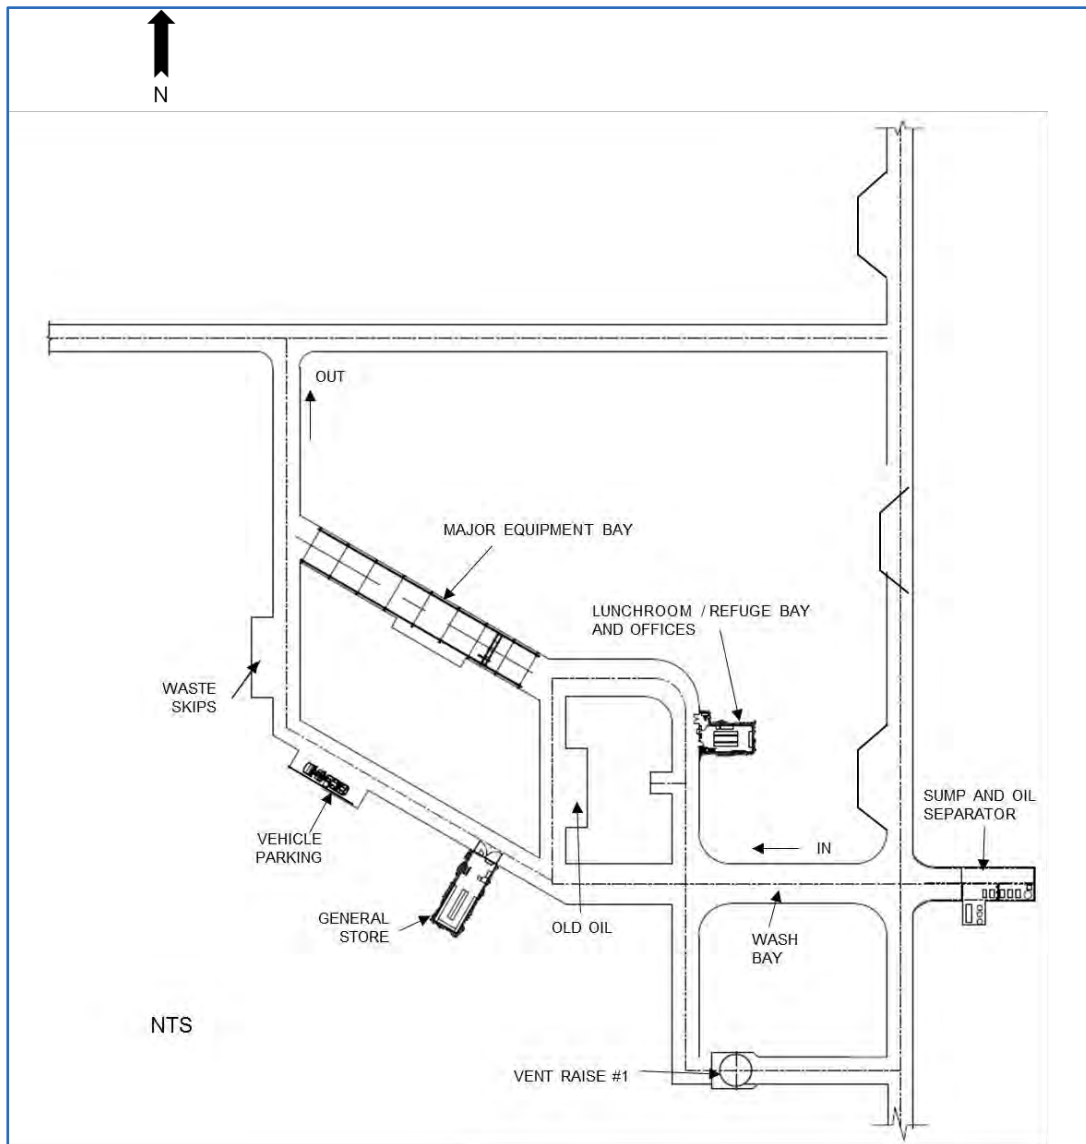 N
OUT
MAJOR EQUIPMENT BAY
LUNCHROOM / REFUGE BAY
AND OFFICES
WASTE
SKIPS
SUMP AND OIL
SEPARATOR
VEHICLE
PARKING
IN
GENERAL
STORE
OLD OIL
WASH
BAY
NTS
VENT RAISE #1